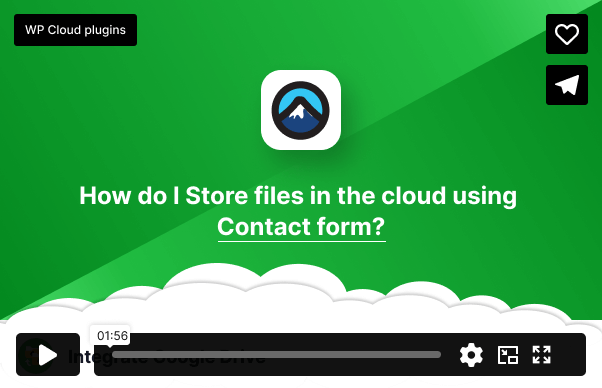 WP Cloud plugins
How do I Store files in the cloud using
Contact form?
01:56
Integrate Google Drive